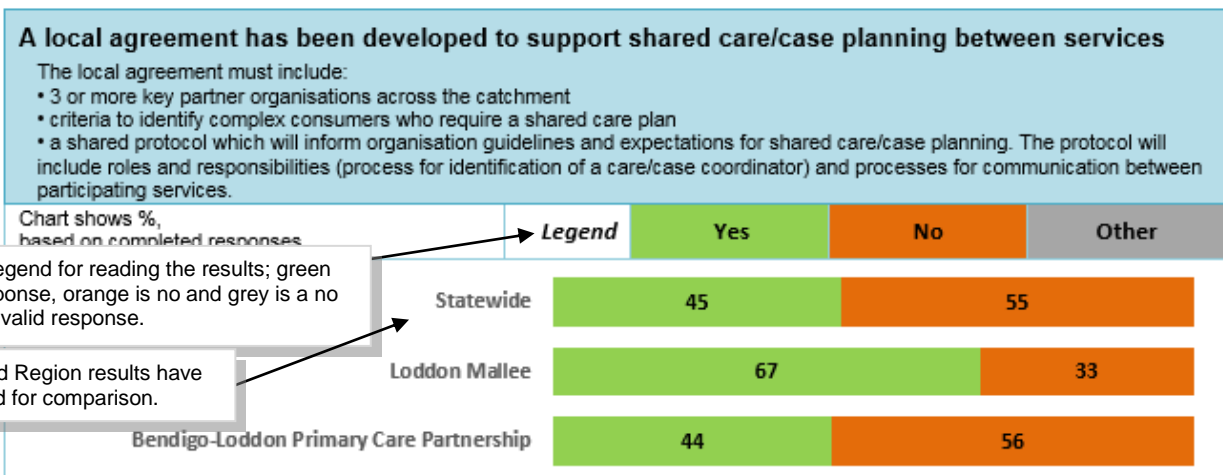 A local agreement has been developed to support shared care/case planning between services
The local agreement must include:
• 3 or more key partner organisations across the catchment
• criteria to identify complex consumers who require a shared care plan
• a shared protocol which will inform organisation guidelines and expectations for shared care/case planning. The protocol will
include roles and responsibilities (process for identification of a care/case coordinator) and processes for communication between
participating services.
Chart shows %,
based on completed responses
Legend Yes No Other
egend for reading the results; green
ponse, orange is no and grey is a no
valid response.
Statewide 45 55
d Region results have
d for comparison.
Loddon Mallee 67 33
Bendigo-Loddon Primary Care Partnership 44 56